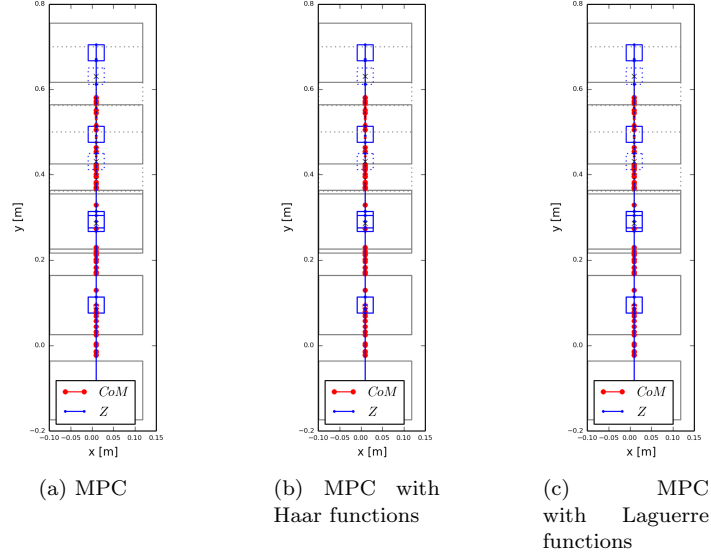 0.8
0.6
0.4
0.2
0.0
−0.2
y [m]
−0.10
−0.05
0.00
0.05
0.10
0.15
x [m]
CoM
Z
(a) MPC
0.8
0.6
0.4
0.2
0.0
−0.2
y [m]
−0.10
−0.05
0.00
0.05
0.10
0.15
x [m]
CoM
Z
(b) MPC with
Haar functions
0.8
0.6
0.4
0.2
0.0
−0.2
y [m]
−0.10
−0.05
0.00
0.05
0.10
0.15
x [m]
CoM
Z
(c) MPC
with Laguerre
functions